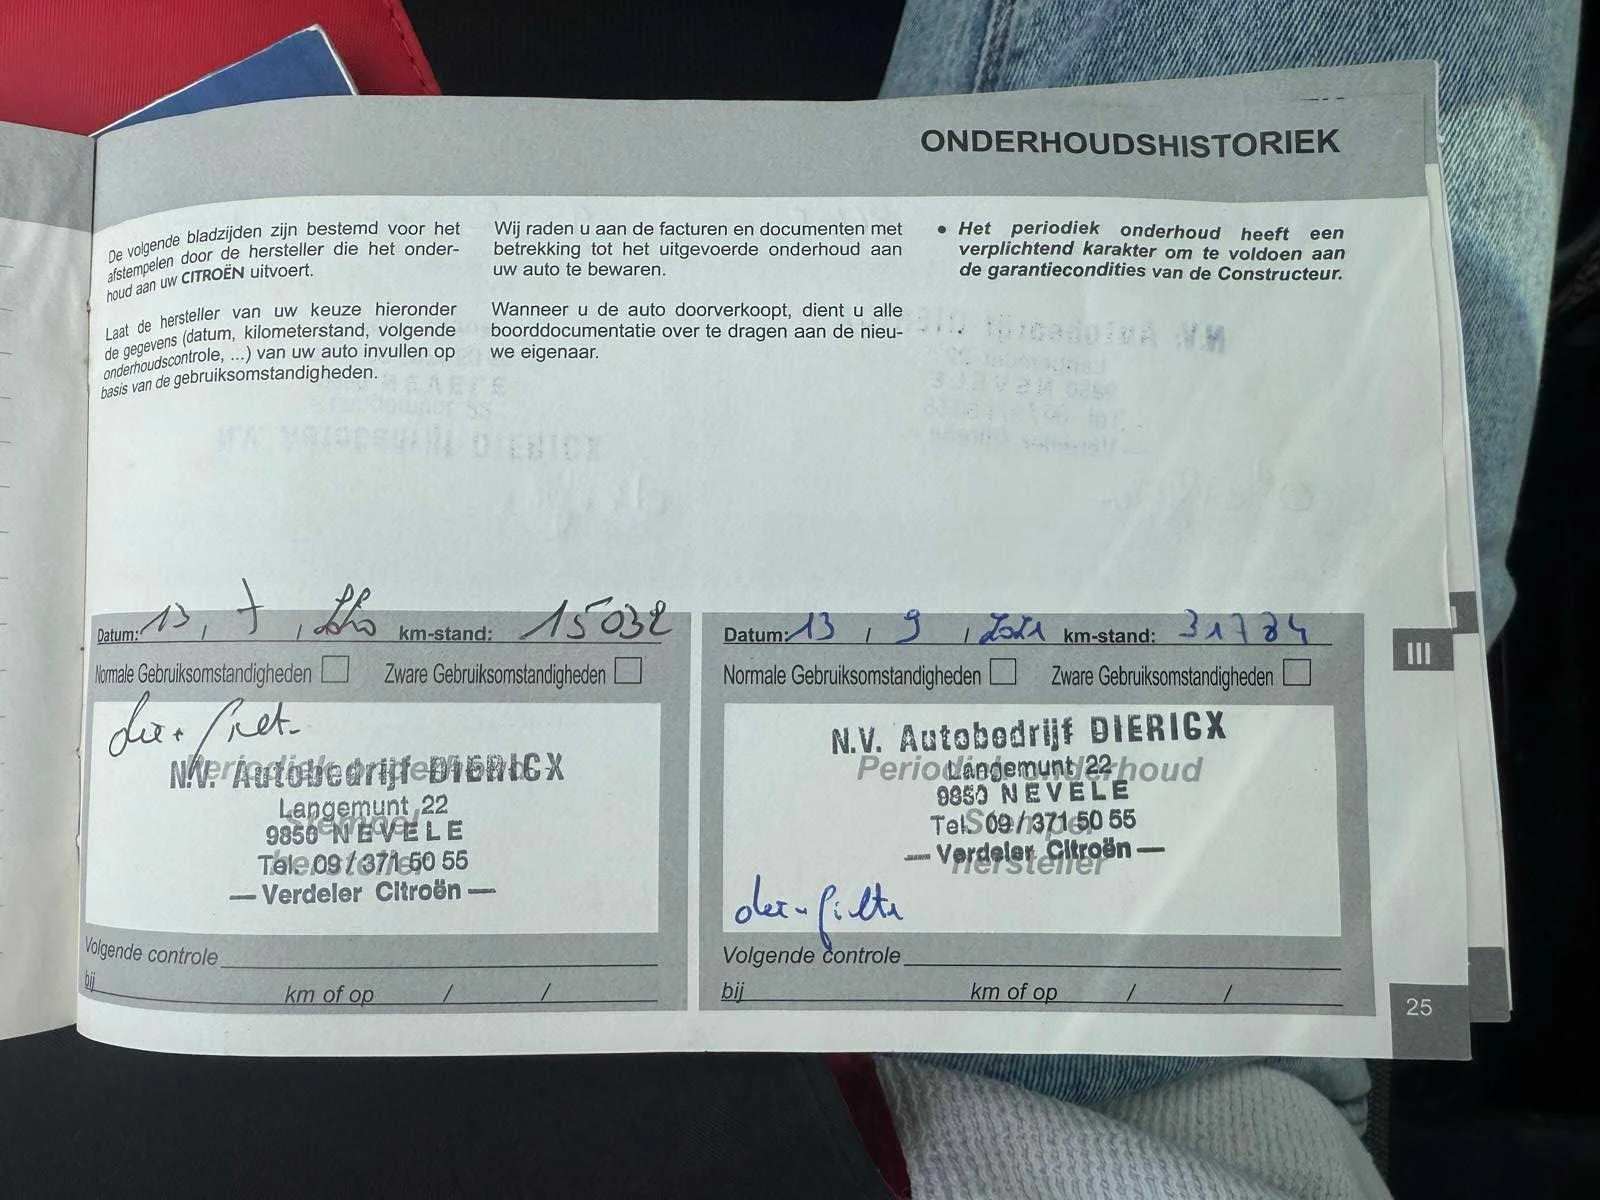 ONDERHOUDSHISTORIEK
De volgende bladzijden zijn bestemd voor het
afstempelen door de hersteller die het onder-
houd aan uw CITROËN uitvoert.
Laat de hersteller van uw keuze hieronder
de gegevens (datum, kilometerstand, volgende
onderhoudscontrole, ...) van uw auto invullen op
basis van de gebruiksomstandigheden.
Wij raden u aan de facturen en documenten met
betrekking tot het uitgevoerde onderhoud aan
uw auto te bewaren.
Wanneer u de auto doorverkoopt, dient u alle
boorddocumentatie over te dragen aan de nieu-
we eigenaar.
• Het periodiek onderhoud heeft een
verplichtend karakter om te voldoen aan
de garantiecondities van de Constructeur.
Datum: 13 / 7 / km-stand: 15032
Normale Gebruiksomstandigheden Zware Gebruiksomstandigheden
Periodiek onderhoud
N.V. Autobedrijf DIERICX
Langemunt 22
Stempel
9850 NEVELE
Tel. 09/371 50 55
hersteller
— Verdeler Citroën —
Volgende controle
bij km of op / /
Datum: 13 / 9 / 2021 km-stand: 31784
Normale Gebruiksomstandigheden Zware Gebruiksomstandigheden
N.V. Autobedrijf DIERICX
Periodiek onderhoud
Langemunt 22
9850 NEVELE
Tel. 09/371 50 55
Stempel
— Verdeler Citroën —
hersteller
Volgende controle
bij km of op / /
III
25